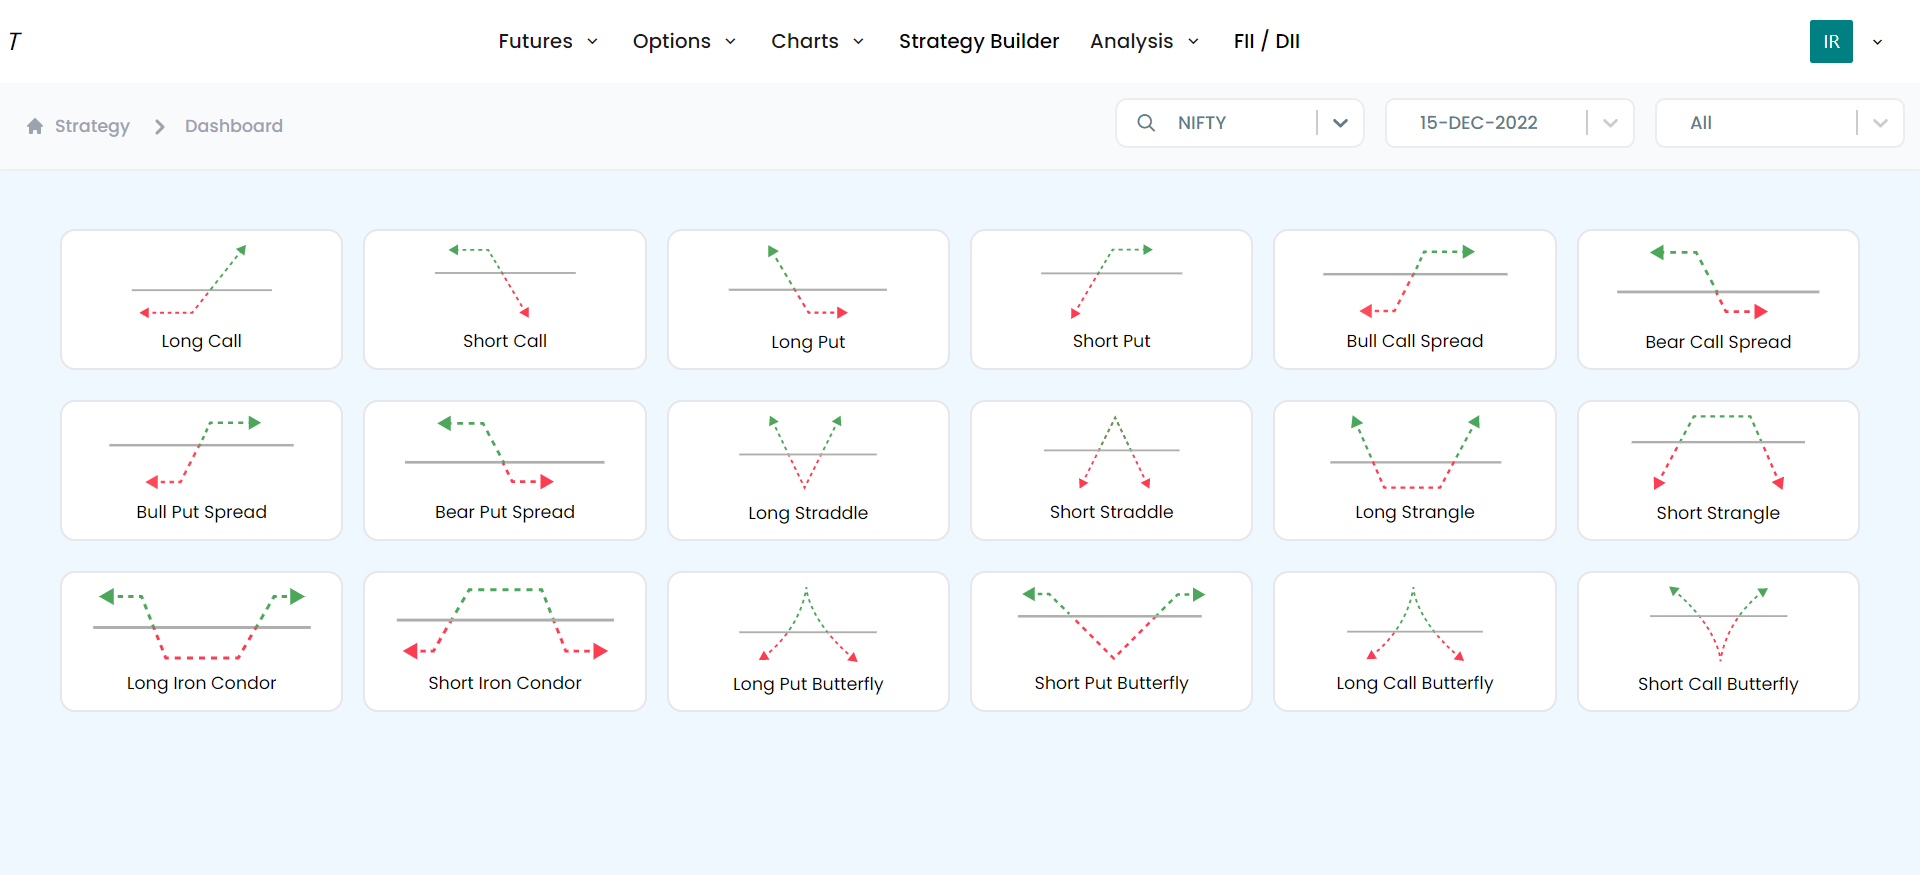 T
Futures Options Charts Strategy Builder Analysis FII / DII IR
Strategy Dashboard NIFTY 15-DEC-2022 All
Long Call Short Call Long Put Short Put Bull Call Spread Bear Call Spread
Bull Put Spread Bear Put Spread Long Straddle Short Straddle Long Strangle Short Strangle
Long Iron Condor Short Iron Condor Long Put Butterfly Short Put Butterfly Long Call Butterfly Short Call Butterfly